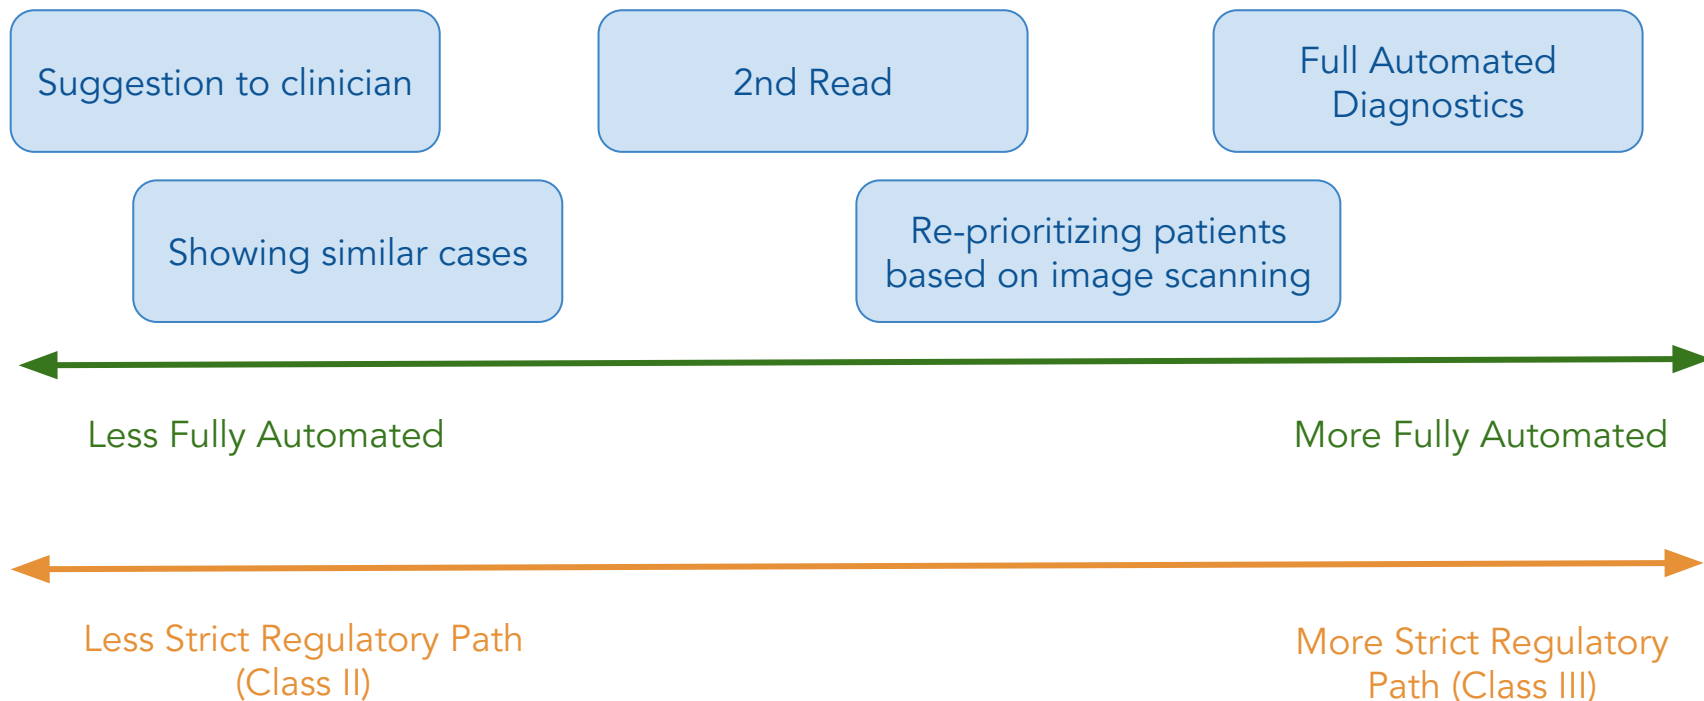 Suggestion to clinician
2nd Read
Full Automated
Diagnostics
Showing similar cases
Re-prioritizing patients
based on image scanning
Less Fully Automated
More Fully Automated
Less Strict Regulatory Path
(Class II)
More Strict Regulatory
Path (Class III)